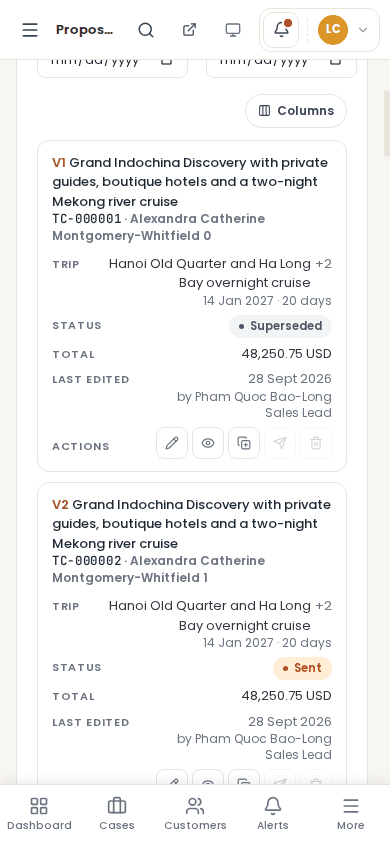 Propos...
LC
mm/dd/yyyy
mm/dd/yyyy
Columns
V1 Grand Indochina Discovery with private
guides, boutique hotels and a two-night
Mekong river cruise
TC-000001 · Alexandra Catherine
Montgomery-Whitfield 0
TRIP
Hanoi Old Quarter and Ha Long +2
Bay overnight cruise
14 Jan 2027 · 20 days
STATUS
Superseded
TOTAL
48,250.75 USD
LAST EDITED
28 Sept 2026
by Pham Quoc Bao-Long
Sales Lead
ACTIONS
V2 Grand Indochina Discovery with private
guides, boutique hotels and a two-night
Mekong river cruise
TC-000002 · Alexandra Catherine
Montgomery-Whitfield 1
TRIP
Hanoi Old Quarter and Ha Long +2
Bay overnight cruise
14 Jan 2027 · 20 days
STATUS
Sent
TOTAL
48,250.75 USD
LAST EDITED
28 Sept 2026
by Pham Quoc Bao-Long
Sales Lead
Dashboard
Cases
Customers
Alerts
More